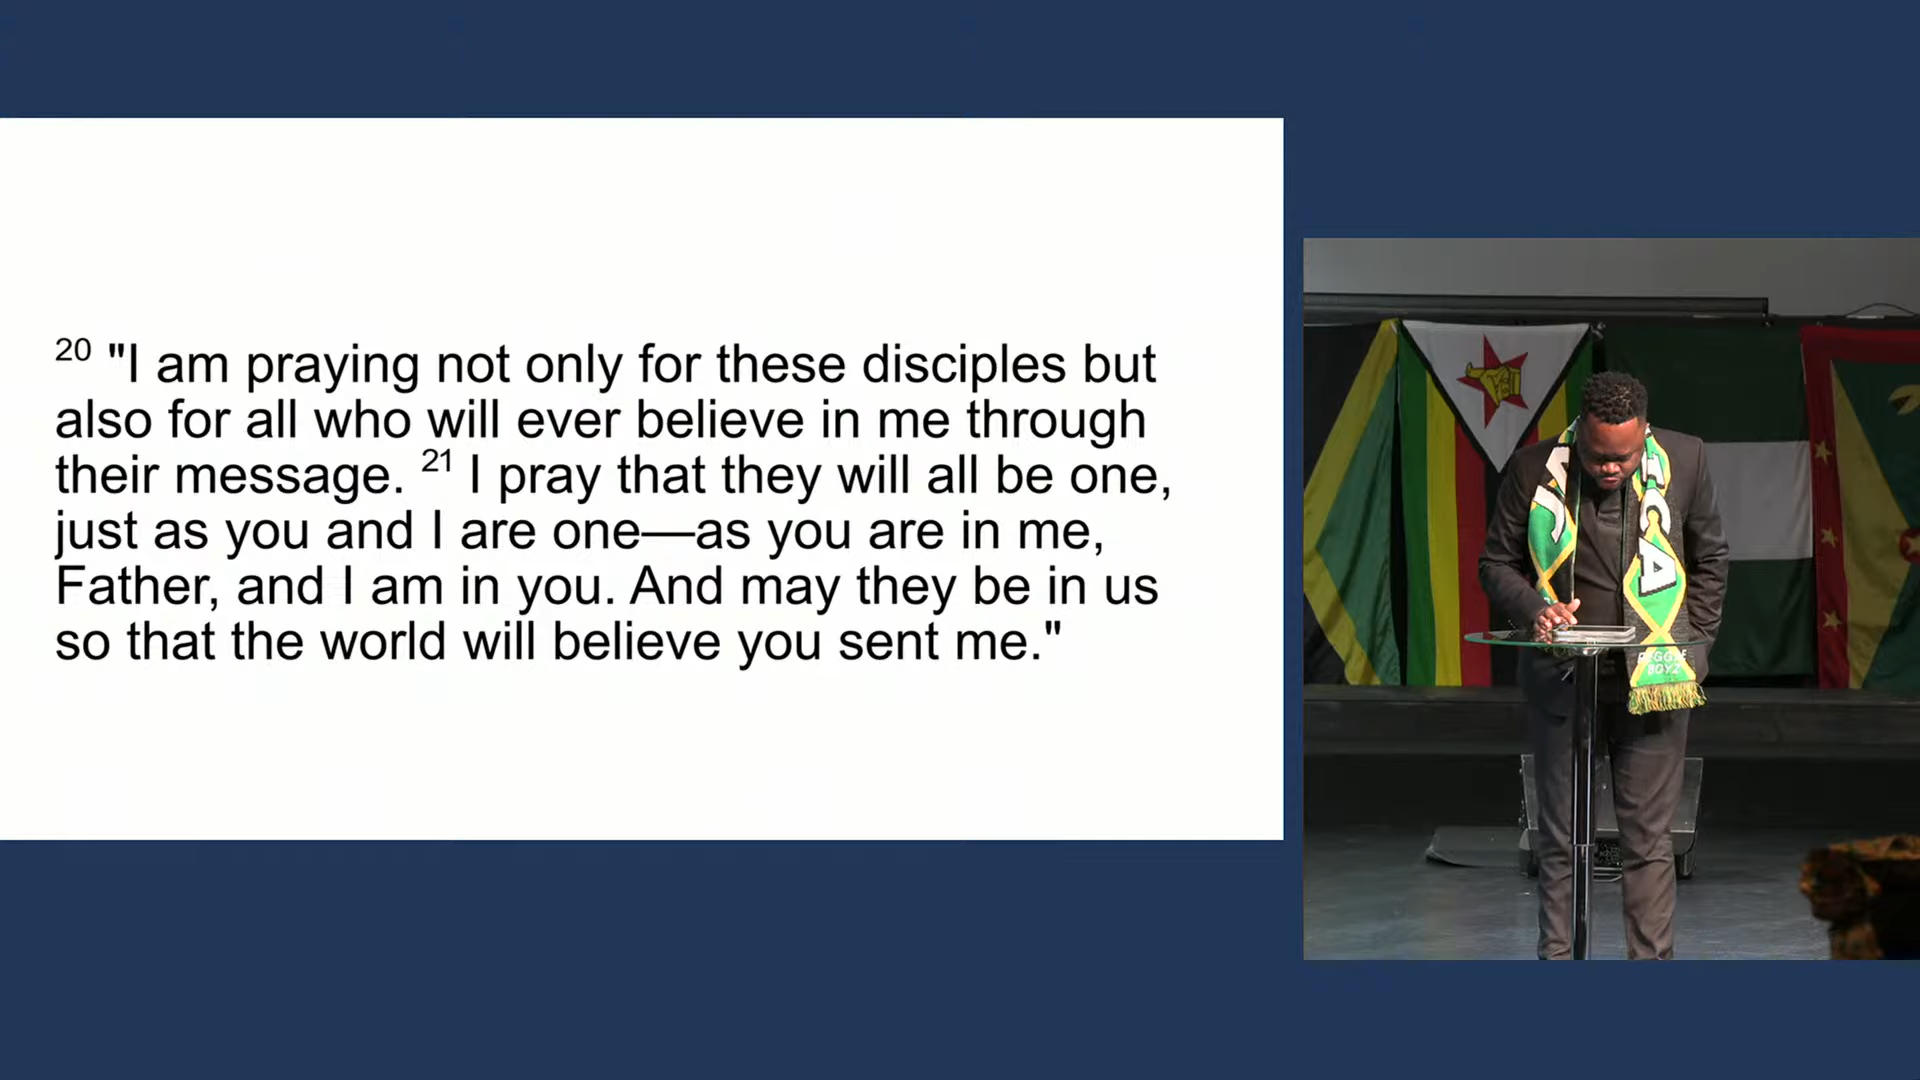 20 "I am praying not only for these disciples but
also for all who will ever believe in me through
their message. 21 I pray that they will all be one,
just as you and I are one—as you are in me,
Father, and I am in you. And may they be in us
so that the world will believe you sent me."
ICA
BOYZ